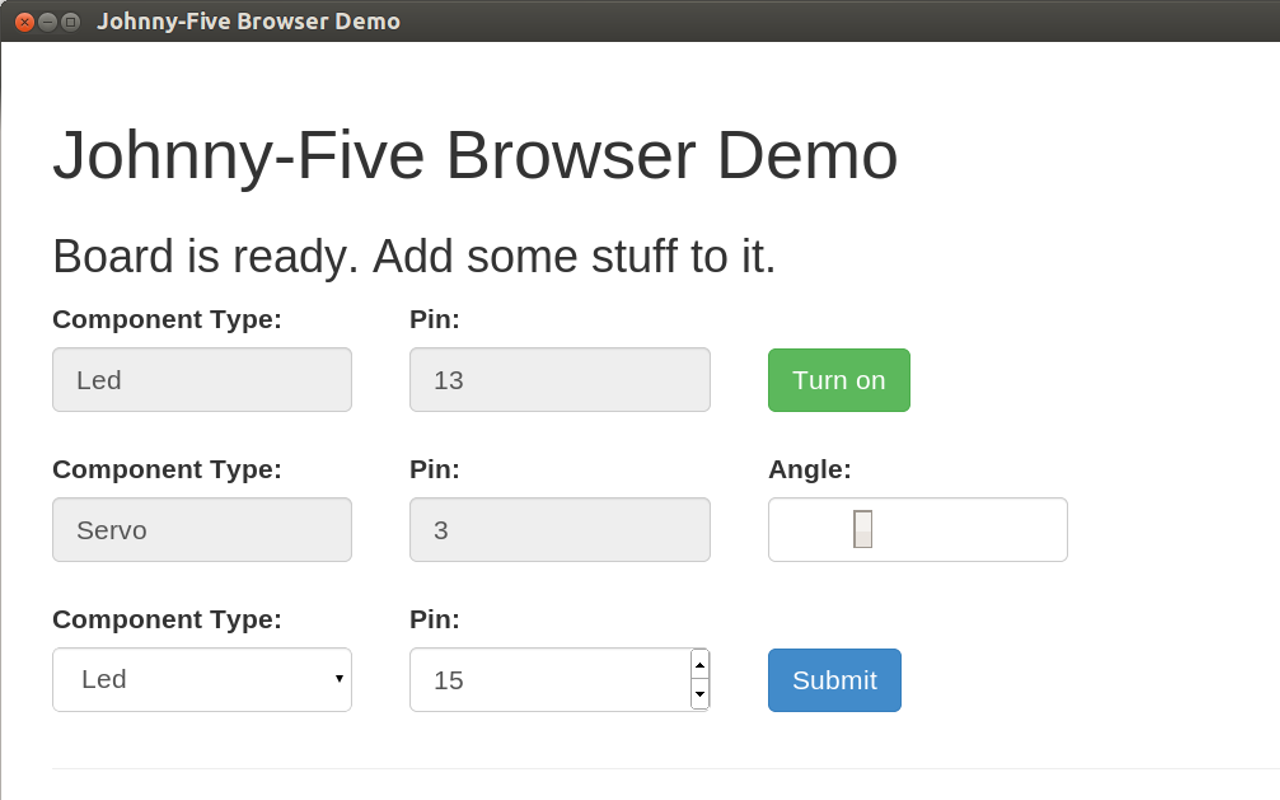 Johnny-Five Browser Demo
Johnny-Five Browser Demo
Board is ready. Add some stuff to it.
Component Type: Pin:
Led 13 Turn on
Component Type: Pin: Angle:
Servo 3
Component Type: Pin:
Led 15 Submit